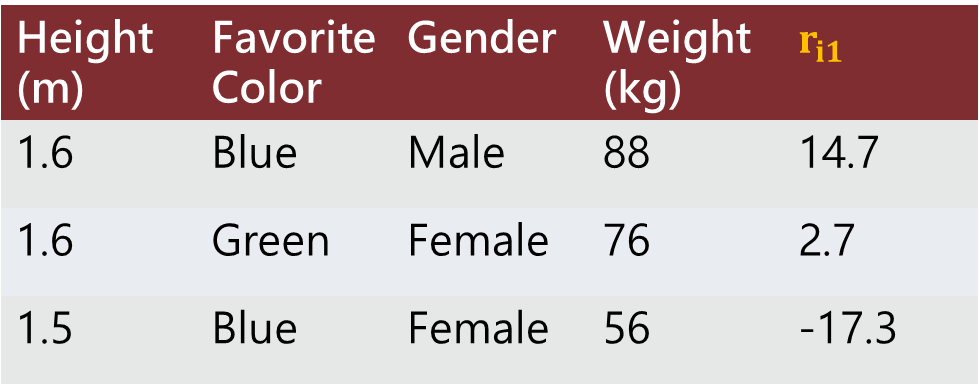 Height (m) Favorite Color Gender Weight (kg) r_i1
1.6 Blue Male 88 14.7
1.6 Green Female 76 2.7
1.5 Blue Female 56 -17.3